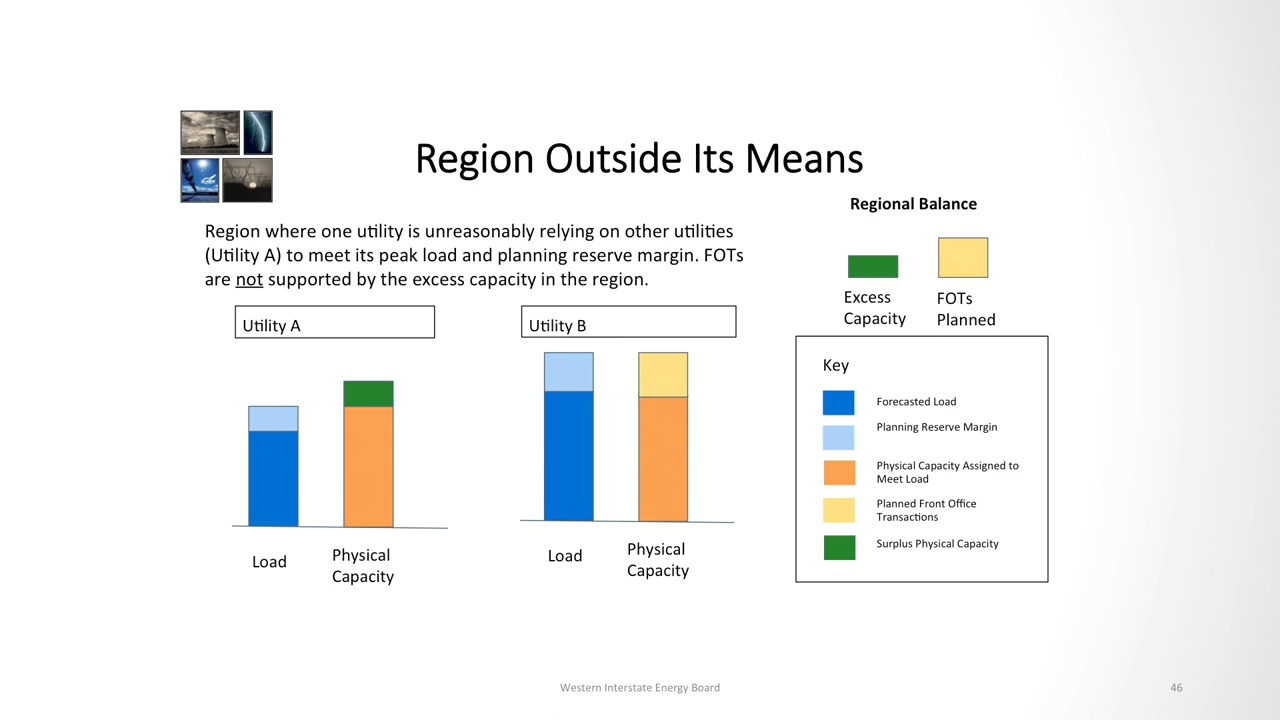 Region Outside Its Means
Region where one utility is unreasonably relying on other utilities
(Utility A) to meet its peak load and planning reserve margin. FOTs
are not supported by the excess capacity in the region.
Regional Balance
Excess
Capacity
FOTs
Planned
Utility A
Load
Physical
Capacity
Utility B
Load
Physical
Capacity
Key
Forecasted Load
Planning Reserve Margin
Physical Capacity Assigned to
Meet Load
Planned Front Office
Transactions
Surplus Physical Capacity
Western Interstate Energy Board
46